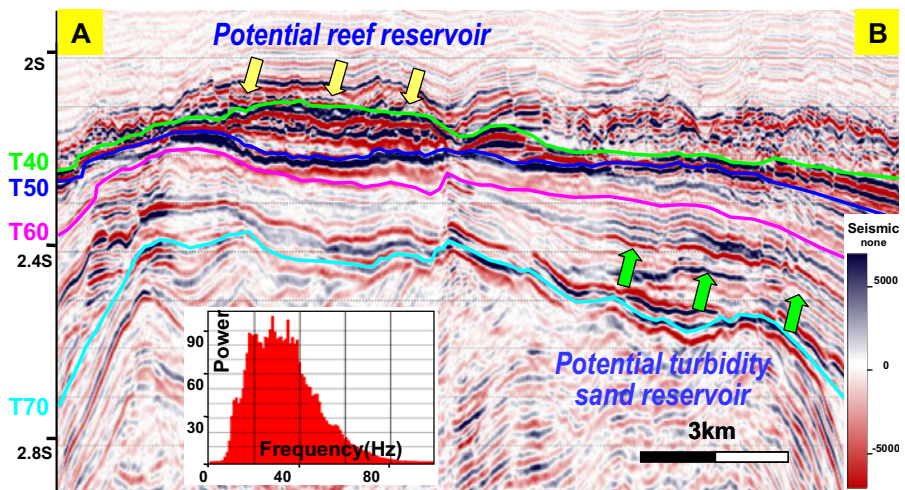 A
B
Potential reef reservoir
2S
T40
T50
T60
2.4S
T70
2.8S
Seismic
none
5000
0
-5000
Power
90
60
30
0
40
80
Frequency(Hz)
Potential turbidity
sand reservoir
3km